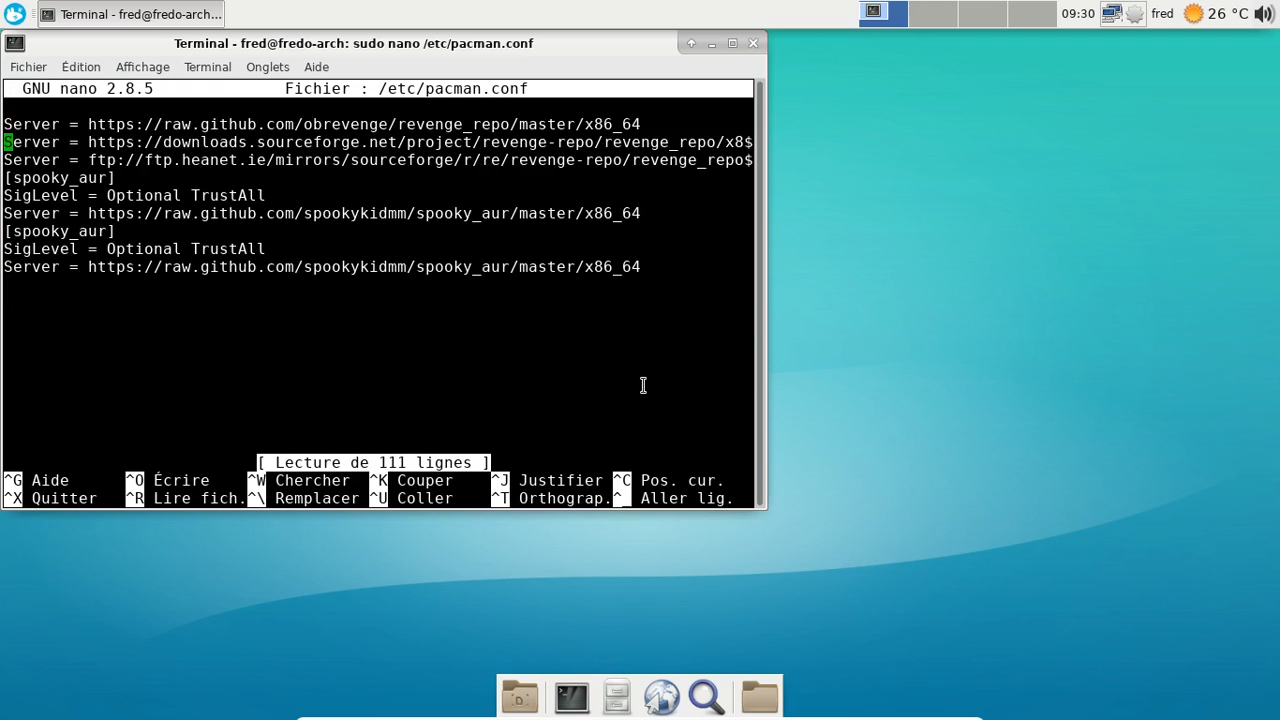 Terminal - fred@fredo-arch...
09:30
fred
26 °C
Terminal - fred@fredo-arch: sudo nano /etc/pacman.conf
Fichier Édition Affichage Terminal Onglets Aide
GNU nano 2.8.5 Fichier : /etc/pacman.conf
Server = https://raw.github.com/obrevenge/revenge_repo/master/x86_64
Server = https://downloads.sourceforge.net/project/revenge-repo/revenge_repo/x8$
Server = ftp://ftp.heanet.ie/mirrors/sourceforge/r/re/revenge-repo/revenge_repo$
[spooky_aur]
SigLevel = Optional TrustAll
Server = https://raw.github.com/spookykidmm/spooky_aur/master/x86_64
[spooky_aur]
SigLevel = Optional TrustAll
Server = https://raw.github.com/spookykidmm/spooky_aur/master/x86_64
[ Lecture de 111 lignes ]
^G Aide ^O Écrire ^W Chercher ^K Couper ^J Justifier ^C Pos. cur.
^X Quitter ^R Lire fich. ^\ Remplacer ^U Coller ^T Orthograp. ^_ Aller lig.